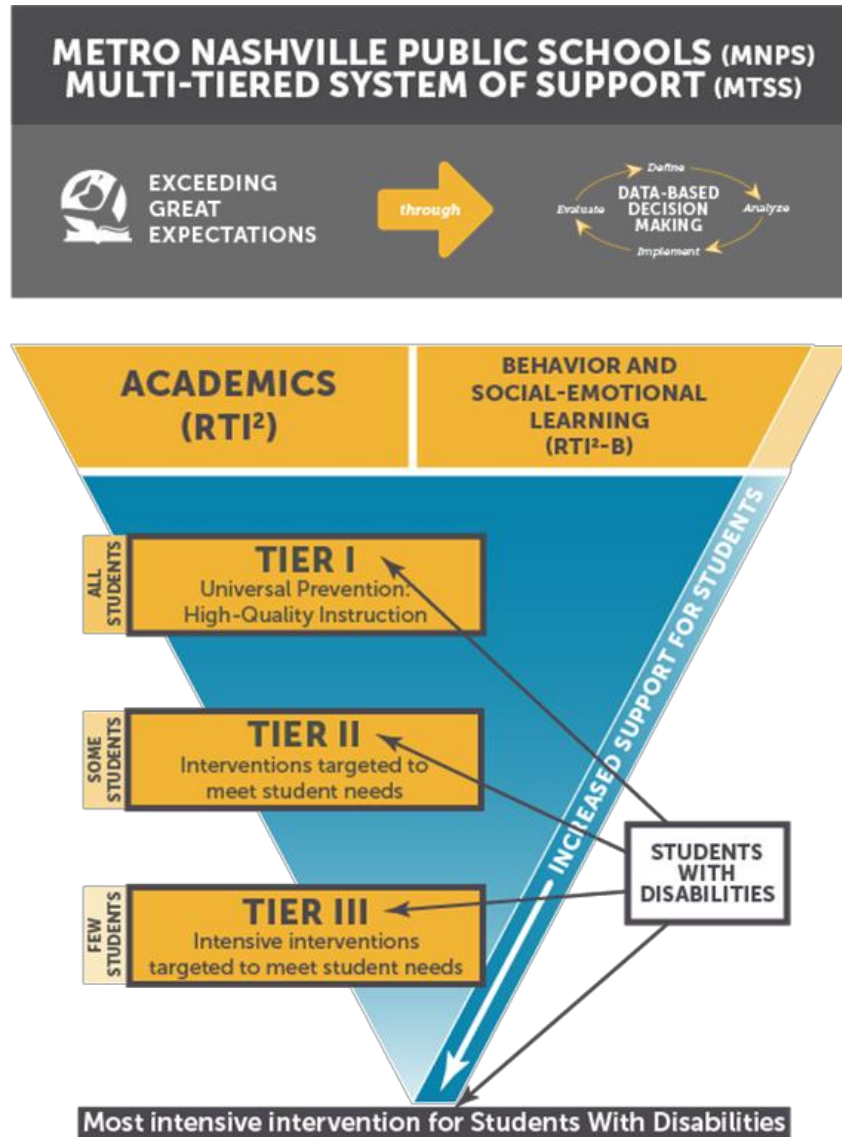 METRO NASHVILLE PUBLIC SCHOOLS (MNPS)
MULTI-TIERED SYSTEM OF SUPPORT (MTSS)
EXCEEDING
GREAT
EXPECTATIONS
through
Define
Analyze
Implement
Evaluate
DATA-BASED
DECISION
MAKING
ACADEMICS
(RTI²)
BEHAVIOR AND
SOCIAL-EMOTIONAL
LEARNING
(RTI²-B)
ALL
STUDENTS
TIER I
Universal Prevention:
High-Quality Instruction
SOME
STUDENTS
TIER II
Interventions targeted to
meet student needs
FEW
STUDENTS
TIER III
Intensive interventions
targeted to meet student needs
INCREASED SUPPORT FOR STUDENTS
STUDENTS
WITH
DISABILITIES
Most intensive intervention for Students With Disabilities